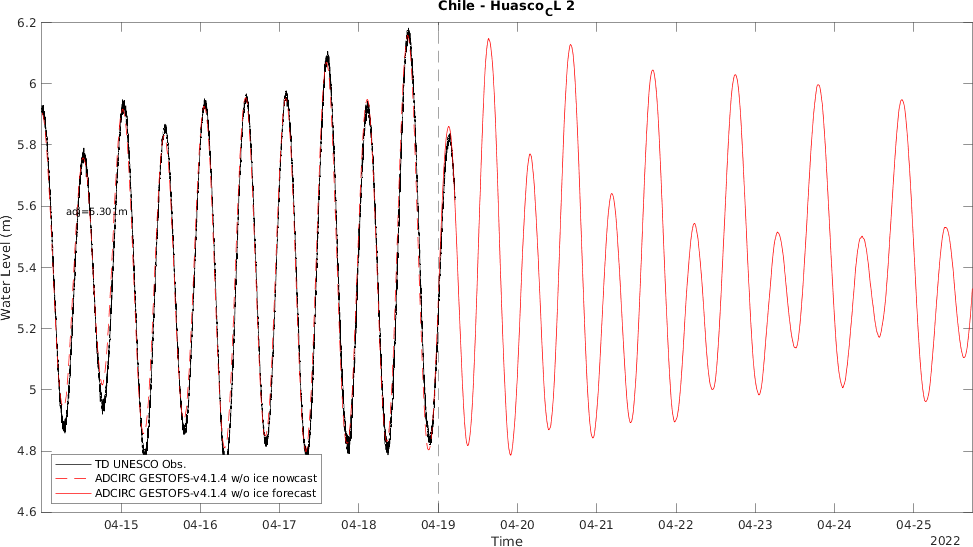 Chile - Huasco_CL 2
6.2
6
5.8
5.6
5.4
5.2
5
4.8
4.6
Water Level (m)
adj=5.301m
TD UNESCO Obs.
ADCIRC GESTOFS-v4.1.4 w/o ice nowcast
ADCIRC GESTOFS-v4.1.4 w/o ice forecast
04-15 04-16 04-17 04-18 04-19 04-20 04-21 04-22 04-23 04-24 04-25
Time
2022